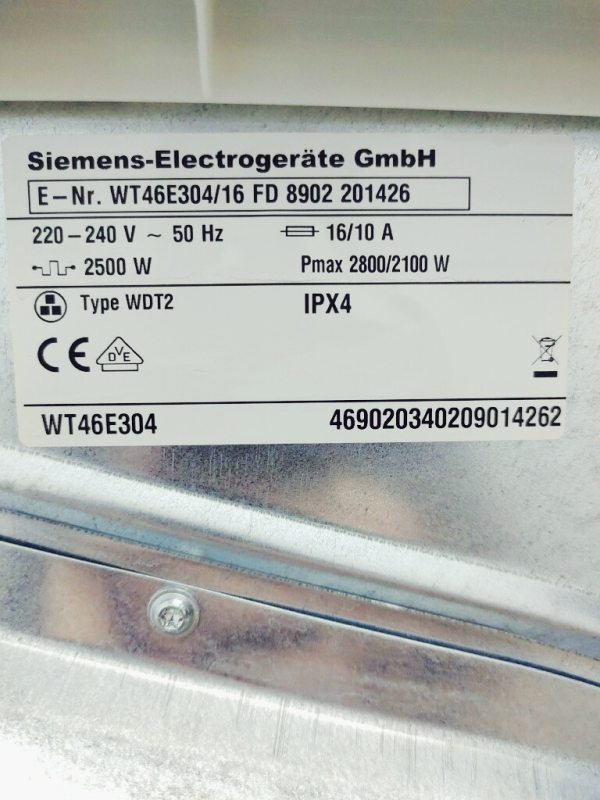 Siemens-Electrogeräte GmbH
E-Nr. WT46E304/16 FD 8902 201426
220-240 V ~ 50 Hz 16/10 A
2500 W Pmax 2800/2100 W
Type WDT2 IPX4
CE DVE
WT46E304 469020340209014262